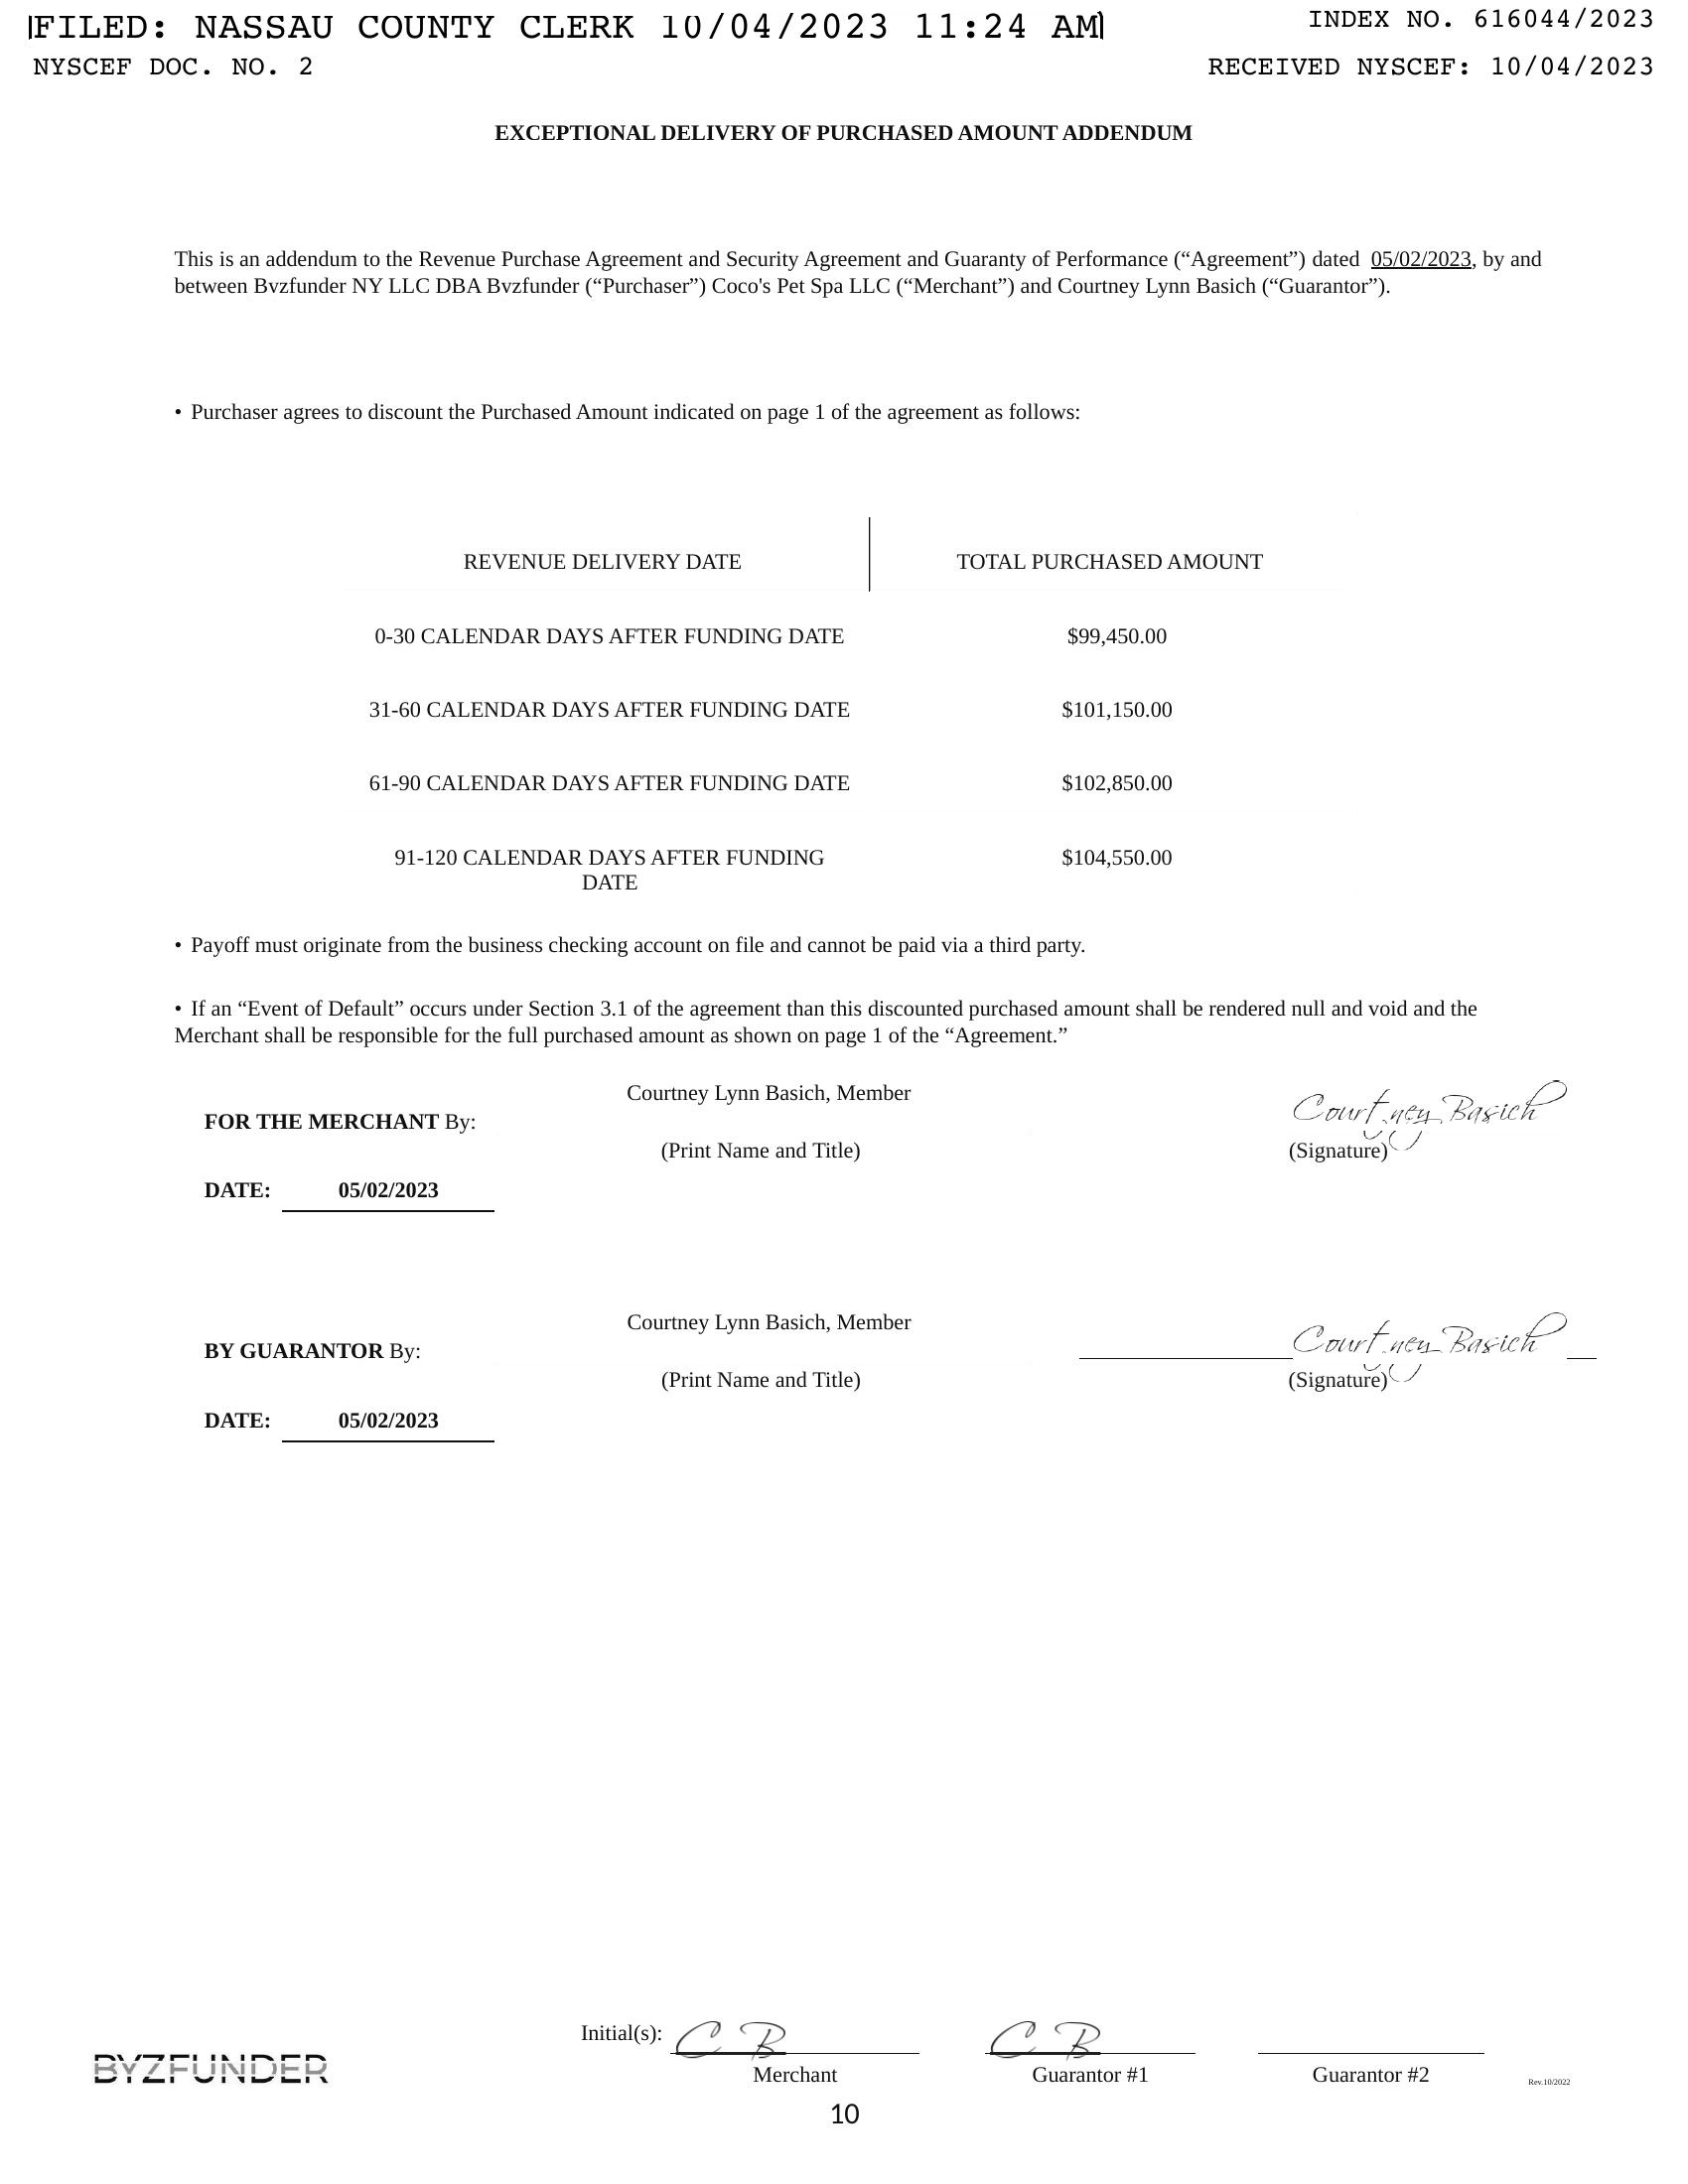 FILED: NASSAU COUNTY CLERK 10/04/2023 11:24 AM
INDEX NO. 616044/2023
NYSCEF DOC. NO. 2
RECEIVED NYSCEF: 10/04/2023
EXCEPTIONAL DELIVERY OF PURCHASED AMOUNT ADDENDUM
This is an addendum to the Revenue Purchase Agreement and Security Agreement and Guaranty of Performance (“Agreement”) dated 05/02/2023, by and
between Bvzfunder NY LLC DBA Bvzfunder (“Purchaser”) Coco's Pet Spa LLC (“Merchant”) and Courtney Lynn Basich (“Guarantor”).
• Purchaser agrees to discount the Purchased Amount indicated on page 1 of the agreement as follows:
REVENUE DELIVERY DATE TOTAL PURCHASED AMOUNT
0-30 CALENDAR DAYS AFTER FUNDING DATE $99,450.00
31-60 CALENDAR DAYS AFTER FUNDING DATE $101,150.00
61-90 CALENDAR DAYS AFTER FUNDING DATE $102,850.00
91-120 CALENDAR DAYS AFTER FUNDING $104,550.00
DATE
• Payoff must originate from the business checking account on file and cannot be paid via a third party.
• If an “Event of Default” occurs under Section 3.1 of the agreement than this discounted purchased amount shall be rendered null and void and the
Merchant shall be responsible for the full purchased amount as shown on page 1 of the “Agreement.”
Courtney Lynn Basich, Member Courtney Basich
FOR THE MERCHANT By:
(Print Name and Title) (Signature)
DATE: 05/02/2023
Courtney Lynn Basich, Member Courtney Basich
BY GUARANTOR By:
(Print Name and Title) (Signature)
DATE: 05/02/2023
Initial(s): C B C B
BYZFUNDER Merchant Guarantor #1 Guarantor #2 Rev.10/2022
10